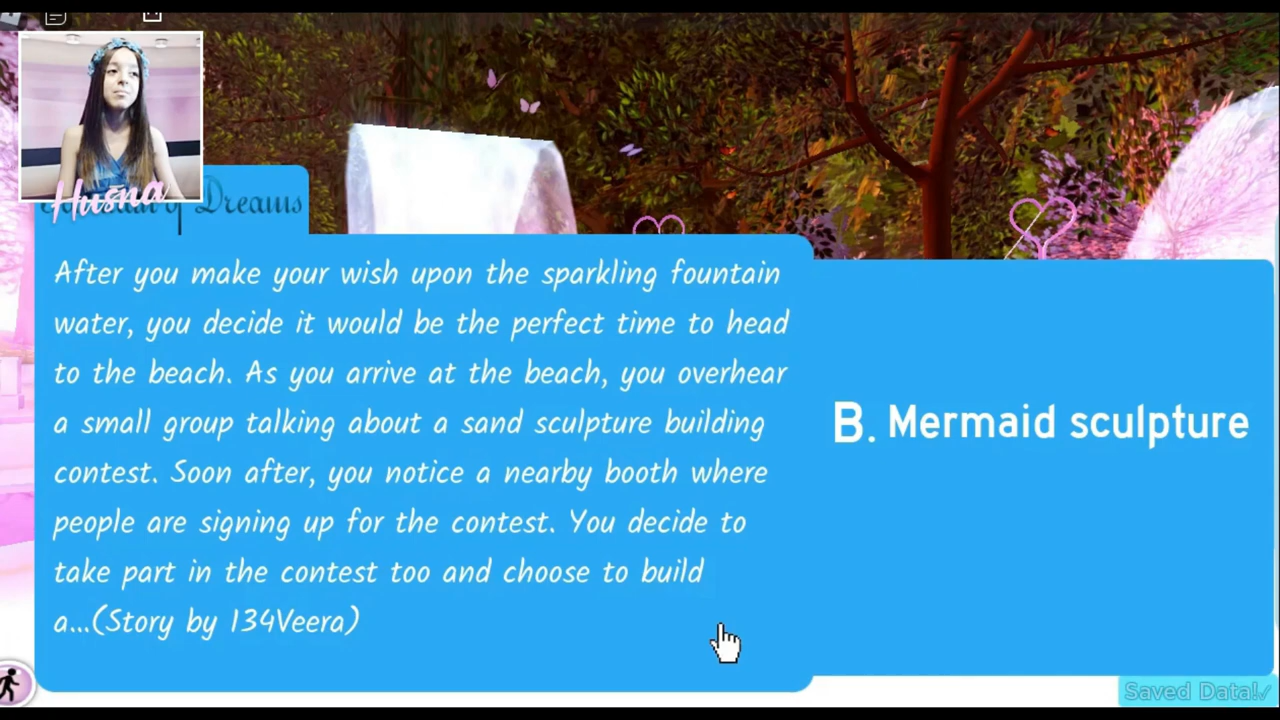 Husna
of Dreams
After you make your wish upon the sparkling fountain
water, you decide it would be the perfect time to head
to the beach. As you arrive at the beach, you overhear
a small group talking about a sand sculpture building
contest. Soon after, you notice a nearby booth where
people are signing up for the contest. You decide to
take part in the contest too and choose to build
a...(Story by 134Veera)
B. Mermaid sculpture
Saved Data!✓